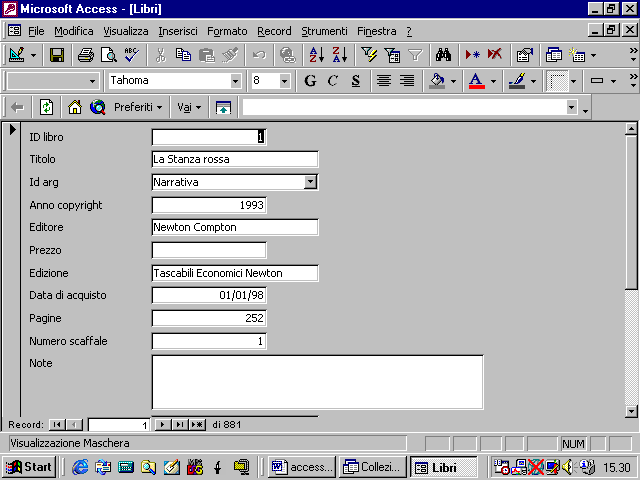 Microsoft Access - [Libri]
File Modifica Visualizza Inserisci Formato Record Strumenti Finestra ?
Tahoma 8 G C S
Preferiti Vai
ID libro 1
Titolo La Stanza rossa
Id arg Narrativa
Anno copyright 1993
Editore Newton Compton
Prezzo
Edizione Tascabili Economici Newton
Data di acquisto 01/01/98
Pagine 252
Numero scaffale 1
Note
Record: 1 di 881
Visualizzazione Maschera NUM
Start access... Collezi... Libri 15.30